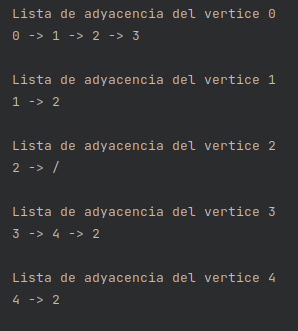 Lista de adyacencia del vertice 0
0 -> 1 -> 2 -> 3
Lista de adyacencia del vertice 1
1 -> 2
Lista de adyacencia del vertice 2
2 -> /
Lista de adyacencia del vertice 3
3 -> 4 -> 2
Lista de adyacencia del vertice 4
4 -> 2